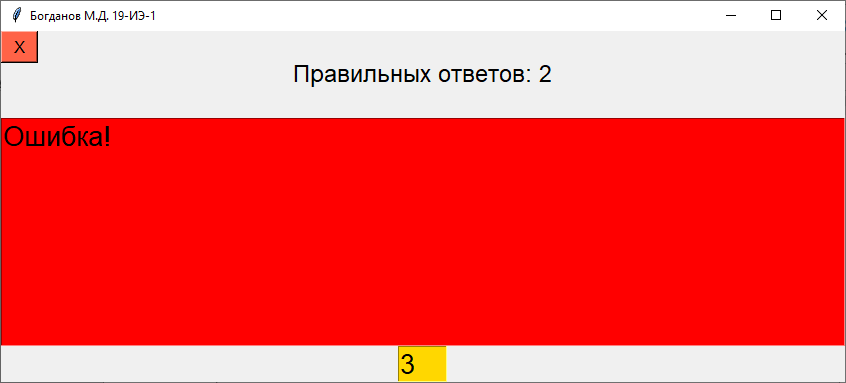 Богданов М.Д. 19-ИЭ-1
X
Правильных ответов: 2
Ошибка!
3